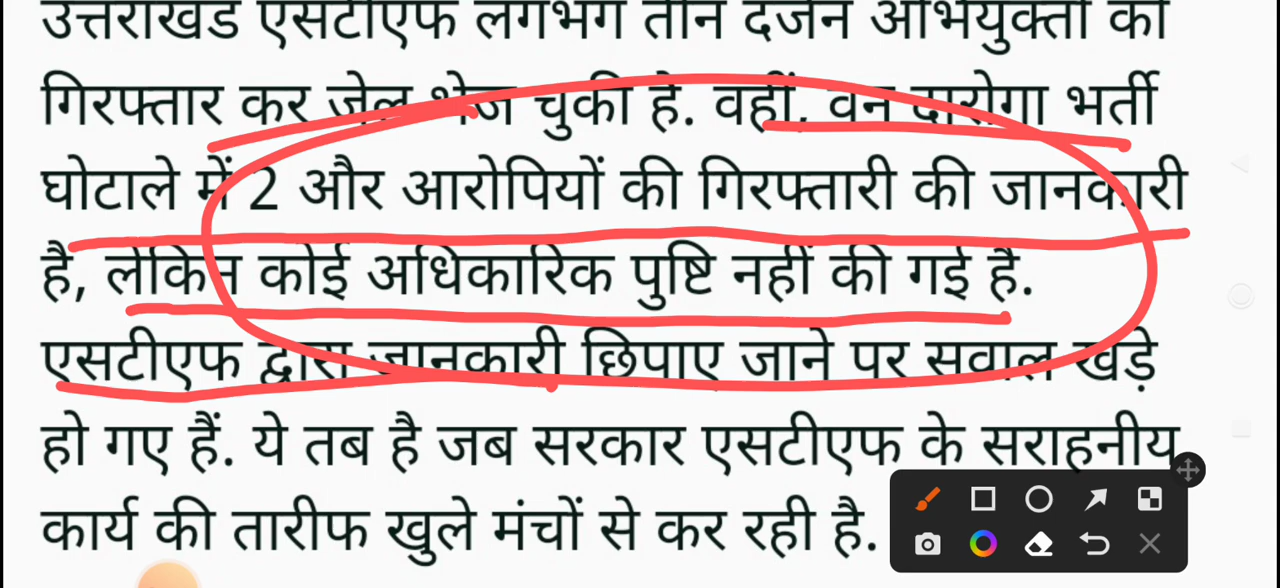 उत्तराखंड एसटीएफ लगभग तीन दर्जन अभियुक्तों को
गिरफ्तार कर जेल भेज चुकी है. वहीं, वन दारोगा भर्ती
घोटाले में 2 और आरोपियों की गिरफ्तारी की जानकारी
है, लेकिन कोई अधिकारिक पुष्टि नहीं की गई है.
एसटीएफ द्वारा जानकारी छिपाए जाने पर सवाल खड़े
हो गए हैं. ये तब है जब सरकार एसटीएफ के सराहनीय
कार्य की तारीफ खुले मंचों से कर रही है.